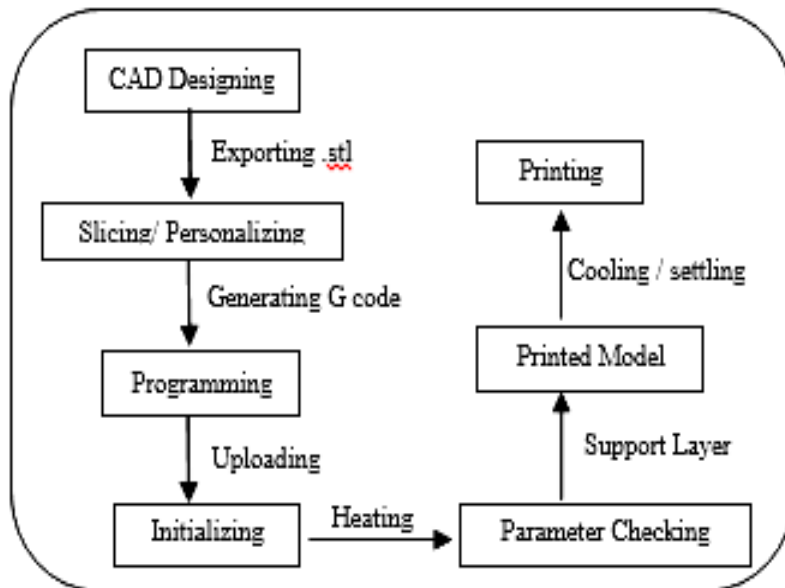 CAD Designing
Exporting .stl
Slicing/ Personalizing
Generating G code
Programming
Uploading
Initializing
Heating
Parameter Checking
Support Layer
Printed Model
Cooling / settling
Printing